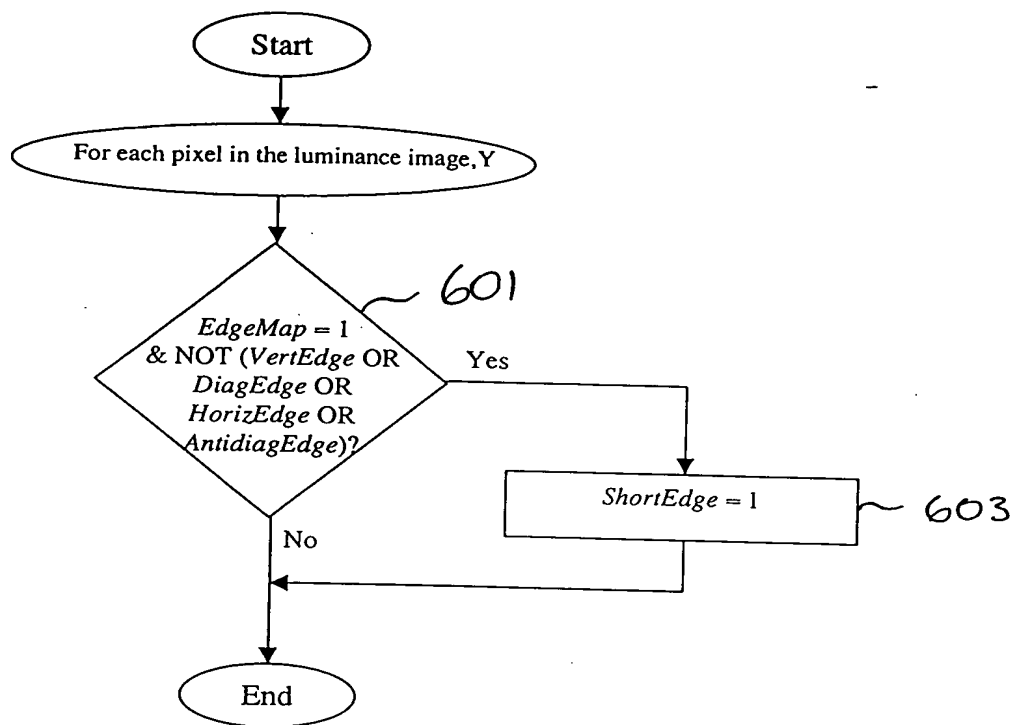 Start
For each pixel in the luminance image, Y
601
EdgeMap = 1
& NOT (VertEdge OR
DiagEdge OR
HorizEdge OR
AntidiagEdge)?
Yes
ShortEdge = 1
603
No
End